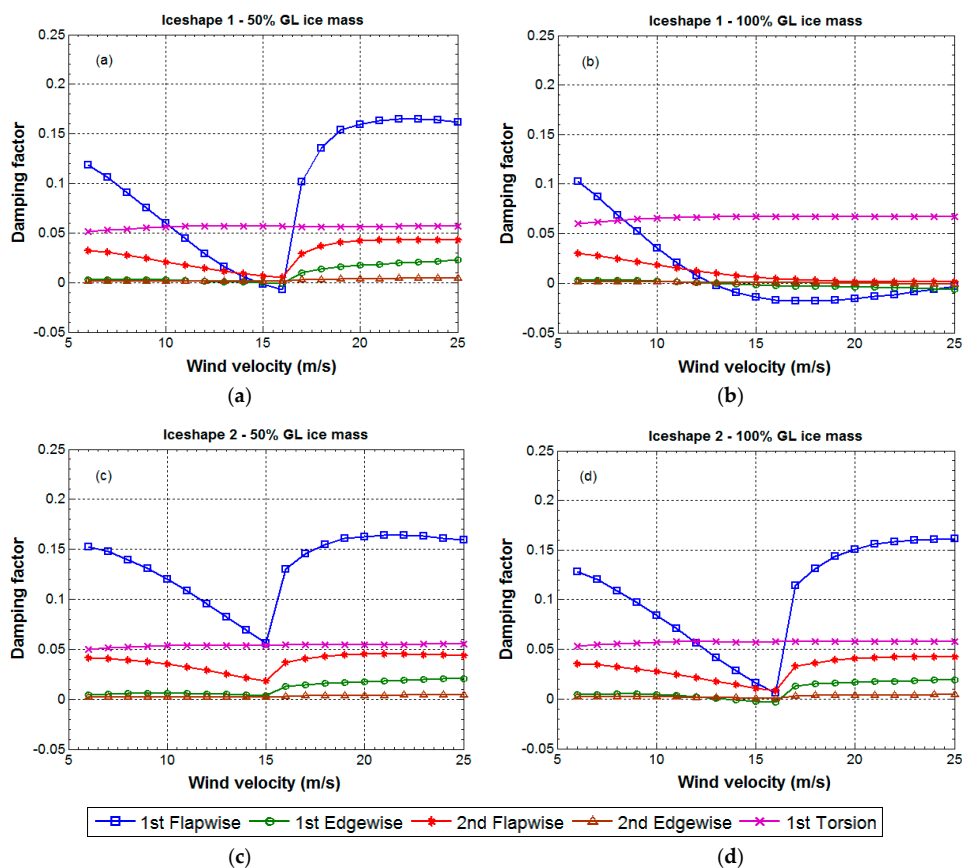 Iceshape 1 - 50% GL ice mass
(a)
Damping factor
0.25
0.2
0.15
0.1
0.05
0
-0.05
5 10 15 20 25
Wind velocity (m/s)
(a)
Iceshape 1 - 100% GL ice mass
(b)
Damping factor
0.25
0.2
0.15
0.1
0.05
0
-0.05
5 10 15 20 25
Wind velocity (m/s)
(b)
Iceshape 2 - 50% GL ice mass
(c)
Damping factor
0.25
0.2
0.15
0.1
0.05
0
-0.05
5 10 15 20 25
Wind velocity (m/s)
Iceshape 2 - 100% GL ice mass
(d)
Damping factor
0.25
0.2
0.15
0.1
0.05
0
-0.05
5 10 15 20 25
Wind velocity (m/s)
1st Flapwise 1st Edgewise 2nd Flapwise 2nd Edgewise 1st Torsion
(c) (d)